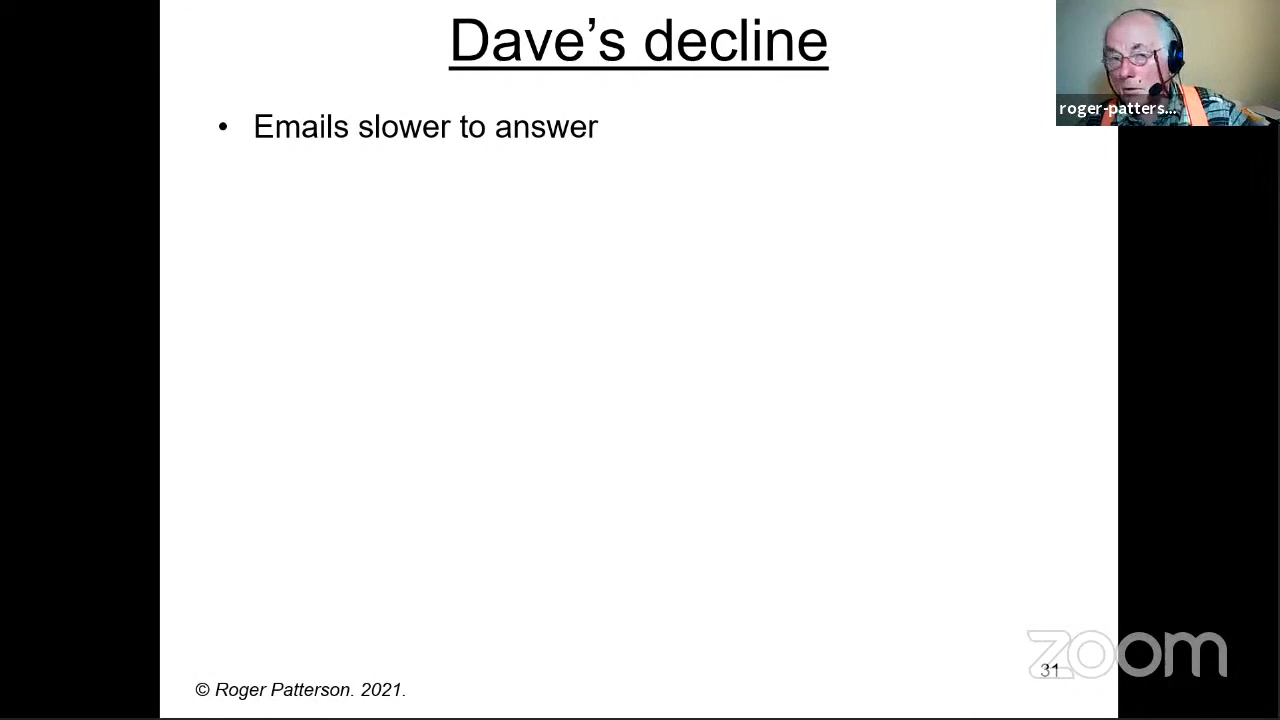 Dave’s decline
roger-patters...
• Emails slower to answer
zoom
31
© Roger Patterson. 2021.